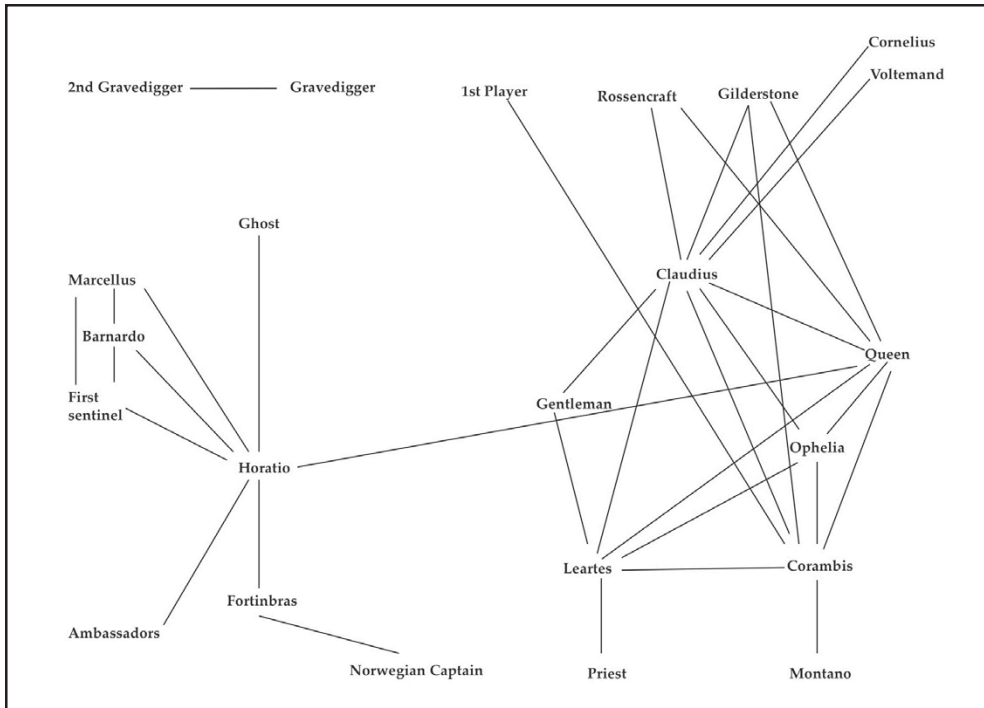 Cornelius
2nd Gravedigger
Gravedigger
1st Player
Rossencraft
Gilderstone
Voltemand
Ghost
Marcellus
Claudius
Barnardo
Queen
First
sentinel
Gentleman
Ophelia
Horatio
Leartes
Corambis
Fortinbras
Ambassadors
Norwegian Captain
Priest
Montano